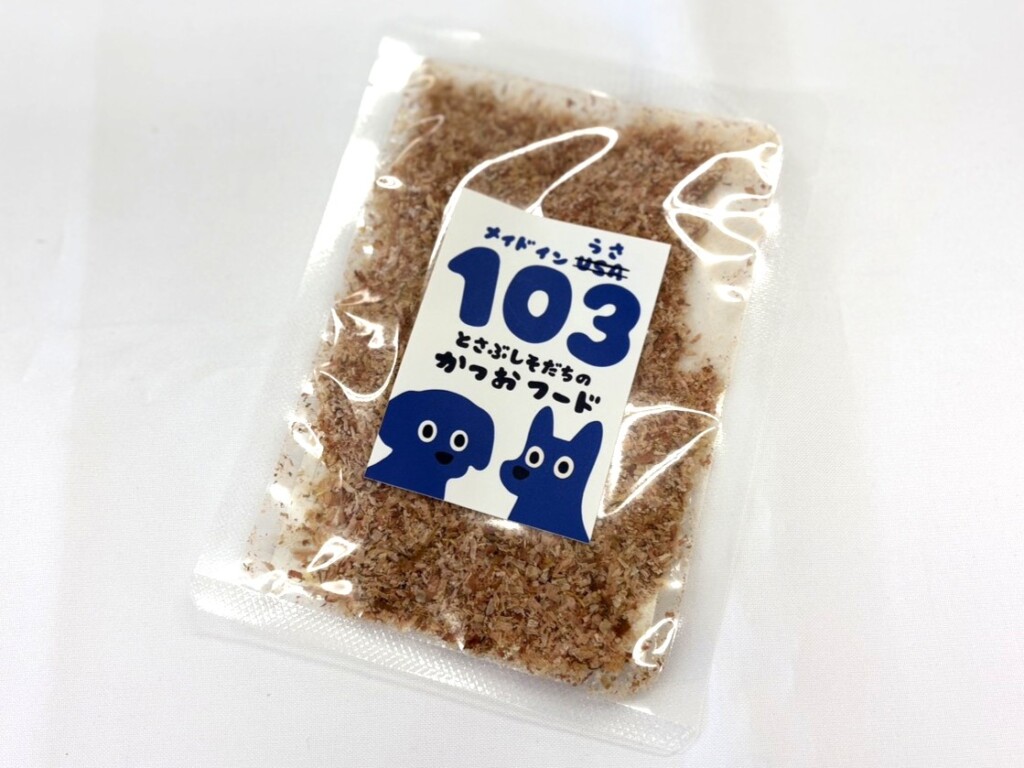 うさ
メイドイン USA
103
とさぶしそだちの
かつおフード